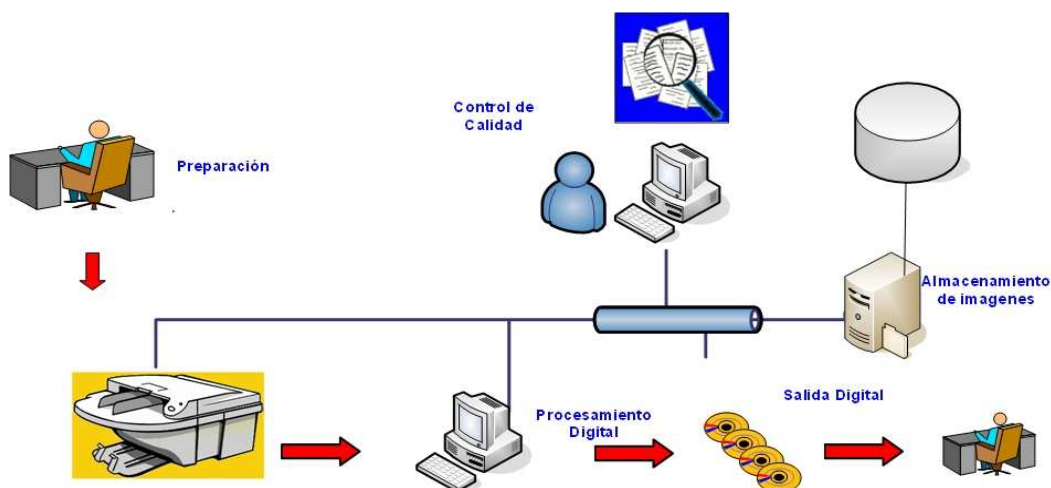 Control de
Calidad
Preparación
Almacenamiento
de imagenes
Salida Digital
Procesamiento
Digital